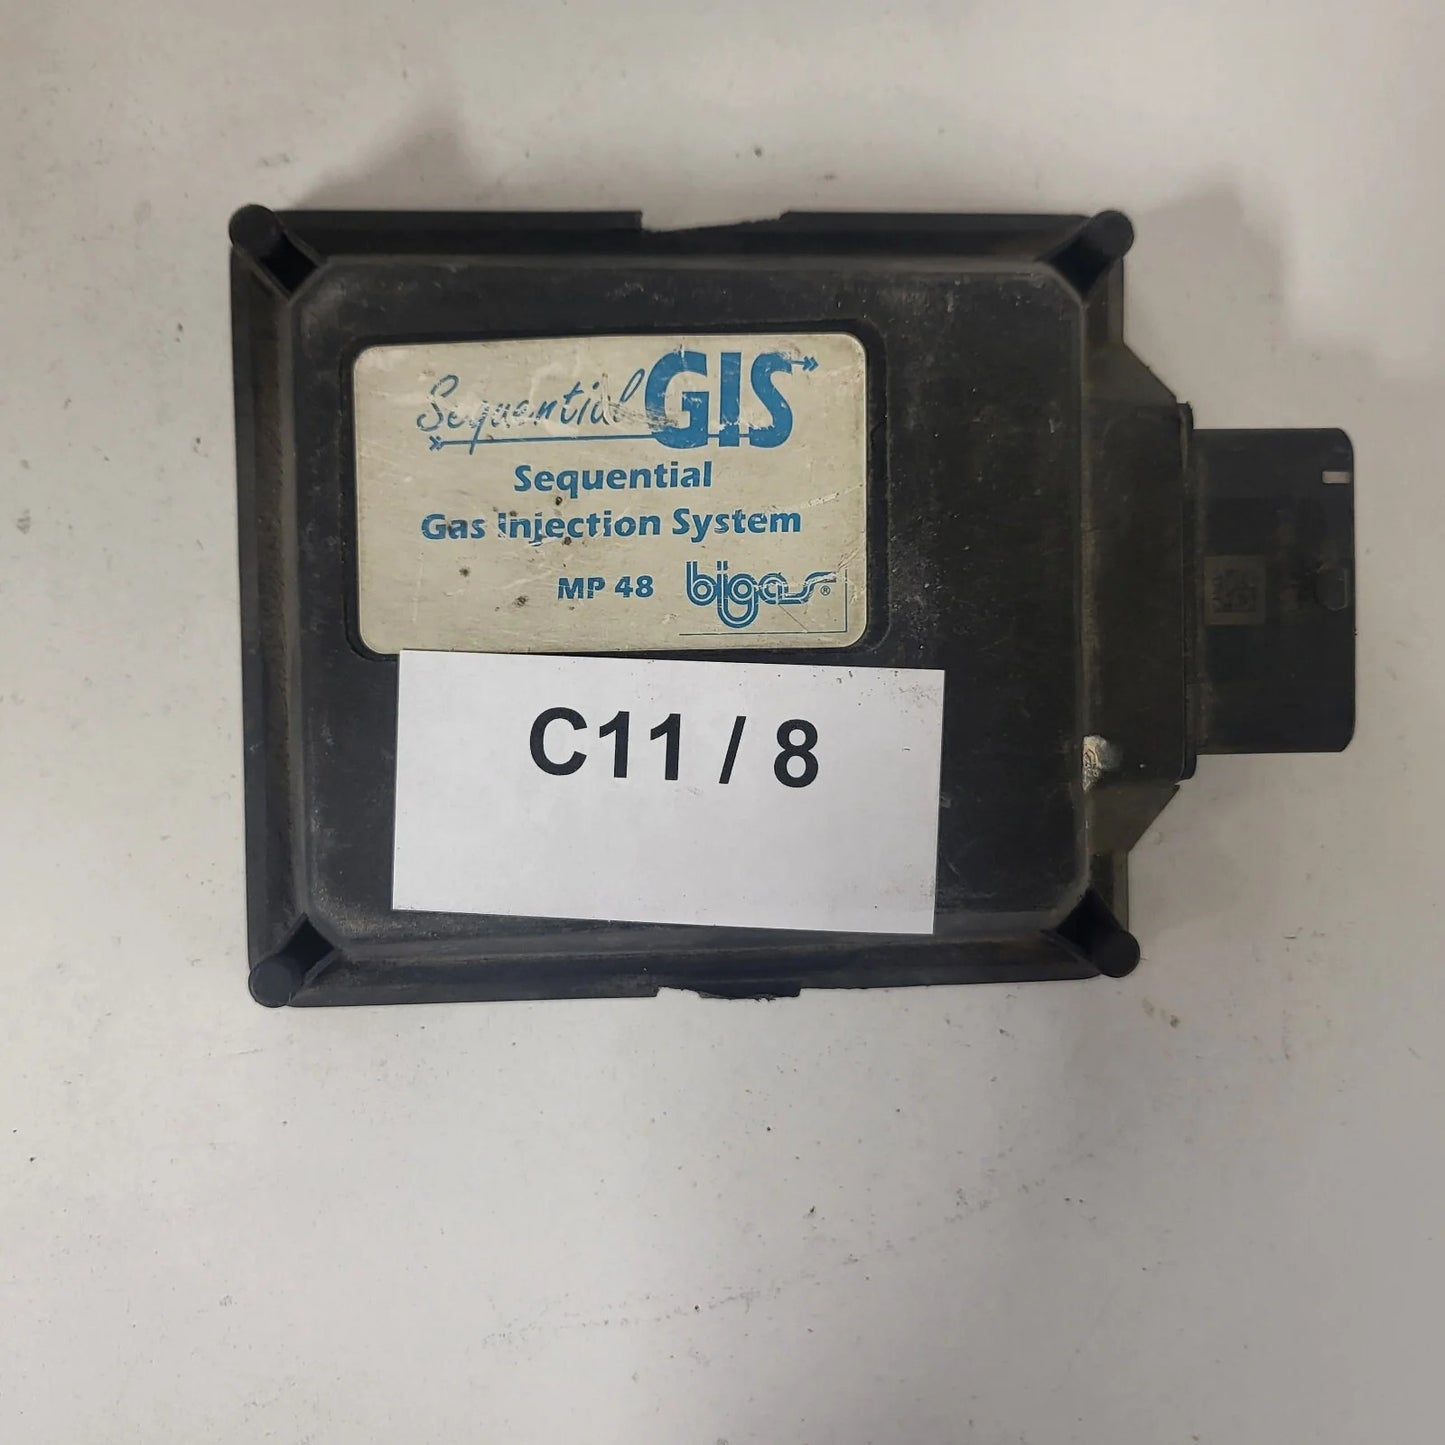 Sequential GIS
Sequential
Gas Injection System
MP 48 bigas®
C11 / 8